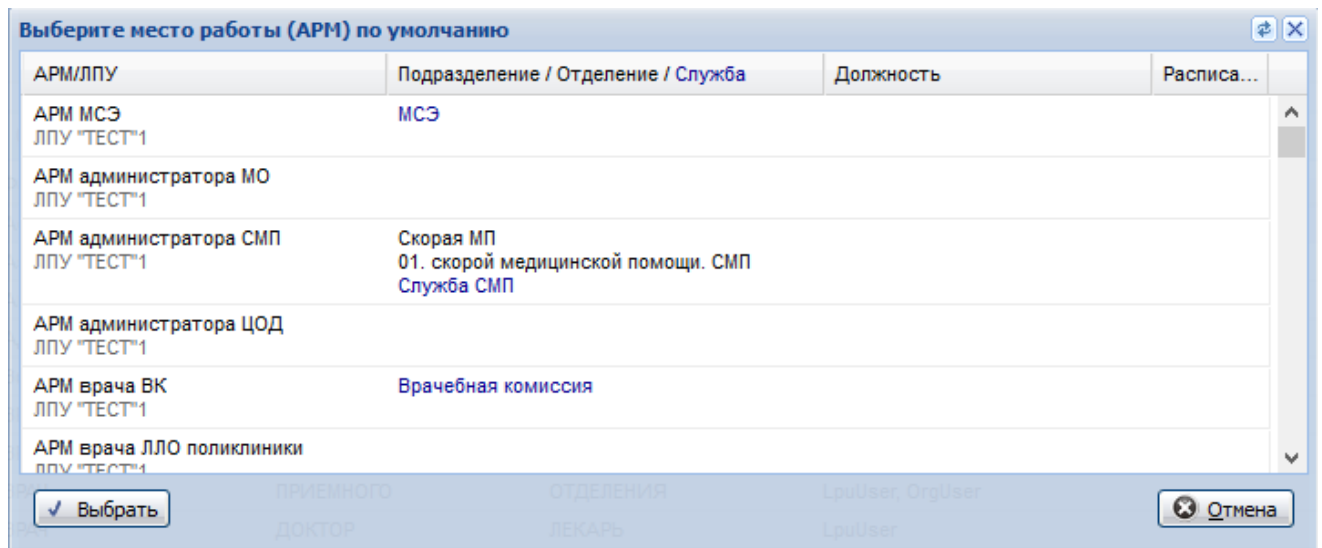 Выберите место работы (АРМ) по умолчанию
АРМ/ЛПУ Подразделение / Отделение / Служба Должность Расписа...
АРМ МСЭ МСЭ
ЛПУ "ТЕСТ"1
АРМ администратора МО
ЛПУ "ТЕСТ"1
АРМ администратора СМП Скорая МП
ЛПУ "ТЕСТ"1 01. скорой медицинской помощи. СМП
Служба СМП
АРМ администратора ЦОД
ЛПУ "ТЕСТ"1
АРМ врача ВК Врачебная комиссия
ЛПУ "ТЕСТ"1
АРМ врача ЛЛО поликлиники
ЛПУ "ТЕСТ"1
ПРИЕМНОГО ОТДЕЛЕНИЯ LpuUser, OrgUser
Выбрать Отмена
ДОКТОР ЛЕКАРЬ LpuUser